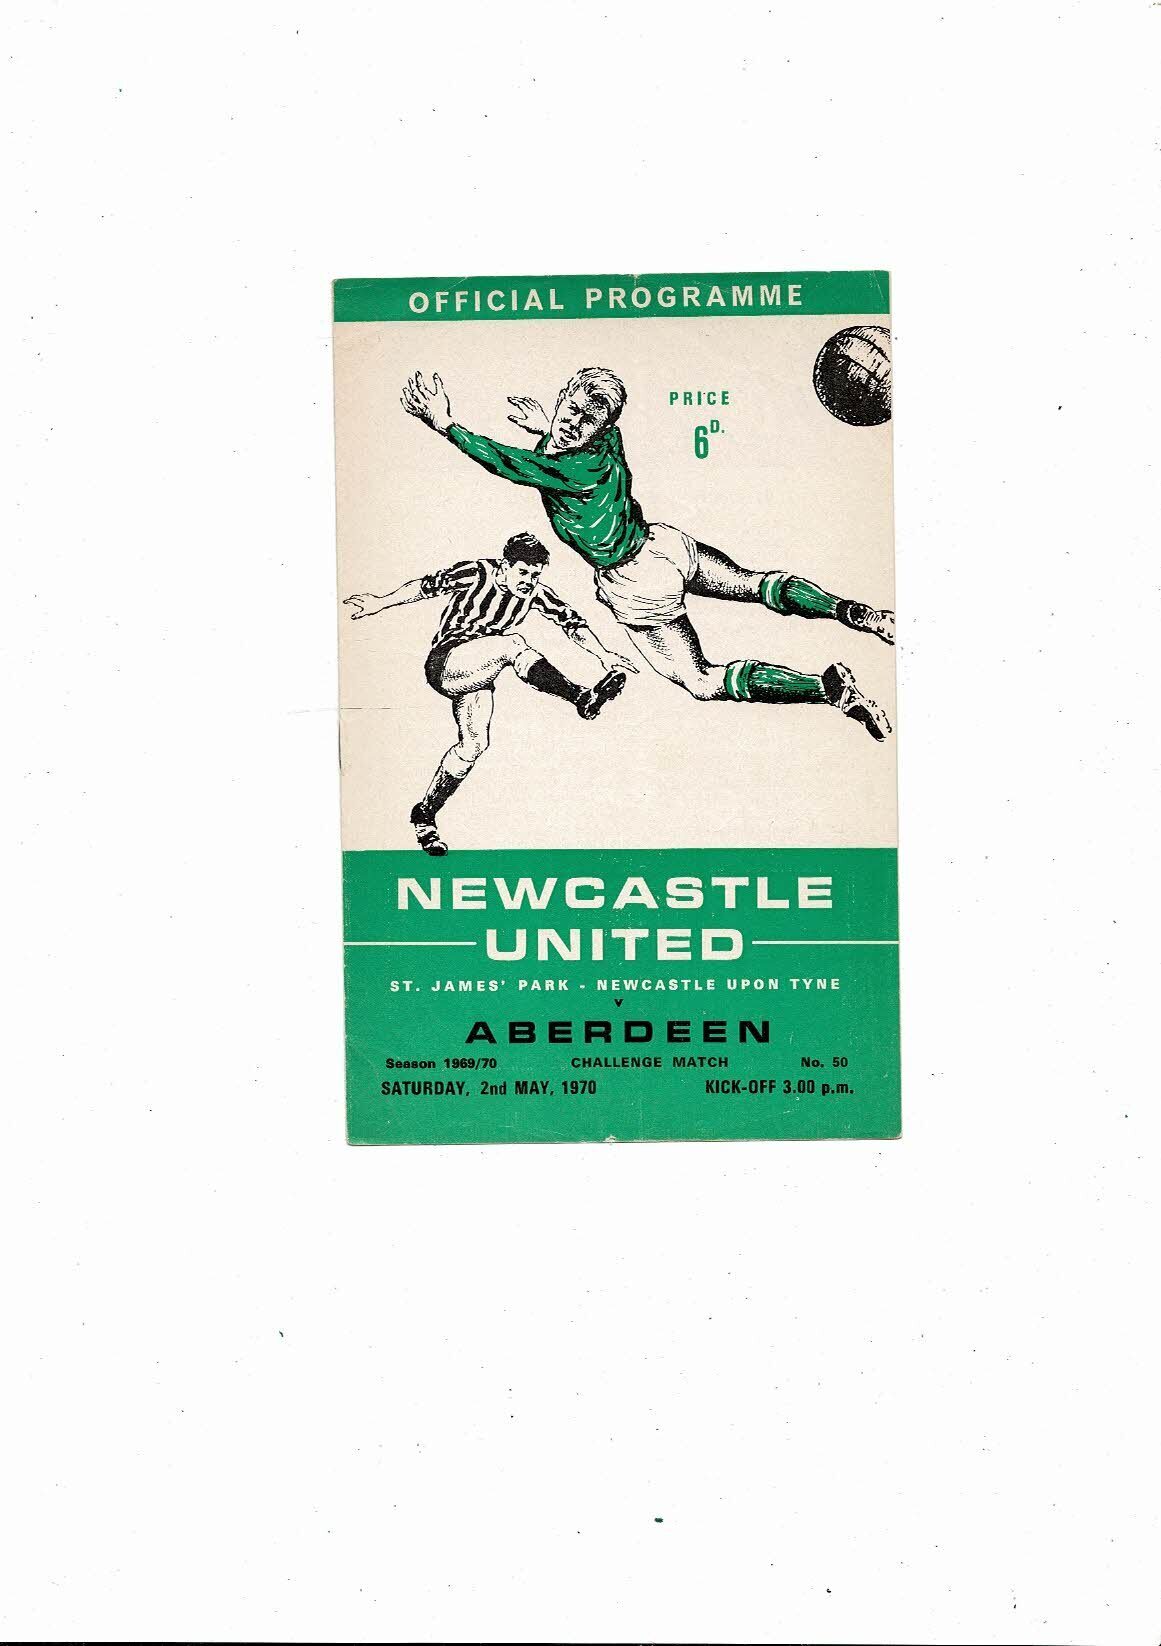 OFFICIAL PROGRAMME
PRICE
6D.
NEWCASTLE
UNITED
ST. JAMES' PARK - NEWCASTLE UPON TYNE
v
ABERDEEN
Season 1969/70 CHALLENGE MATCH No. 50
SATURDAY, 2nd MAY, 1970 KICK-OFF 3.00 p.m.